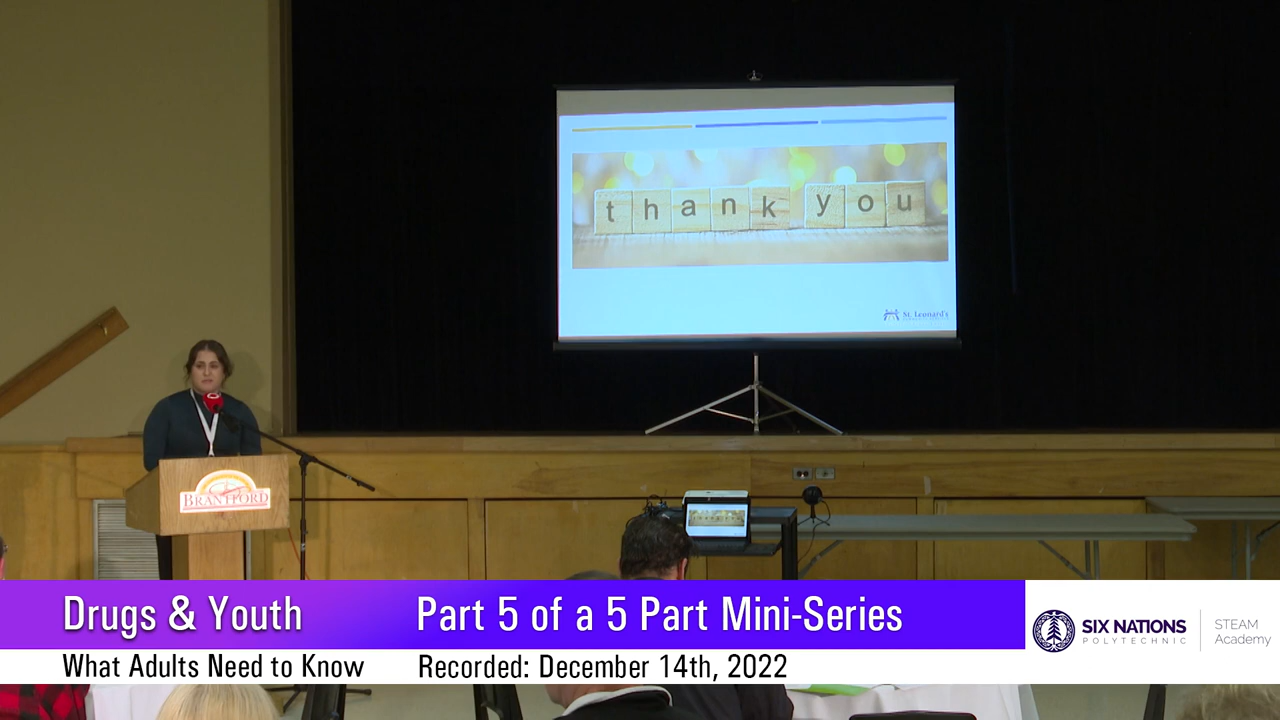 thank you
St. Leonard's
BRANTFORD
Drugs & Youth
Part 5 of a 5 Part Mini-Series
What Adults Need to Know
Recorded: December 14th, 2022
SIX NATIONS
POLYTECHNIC
STEAM
Academy